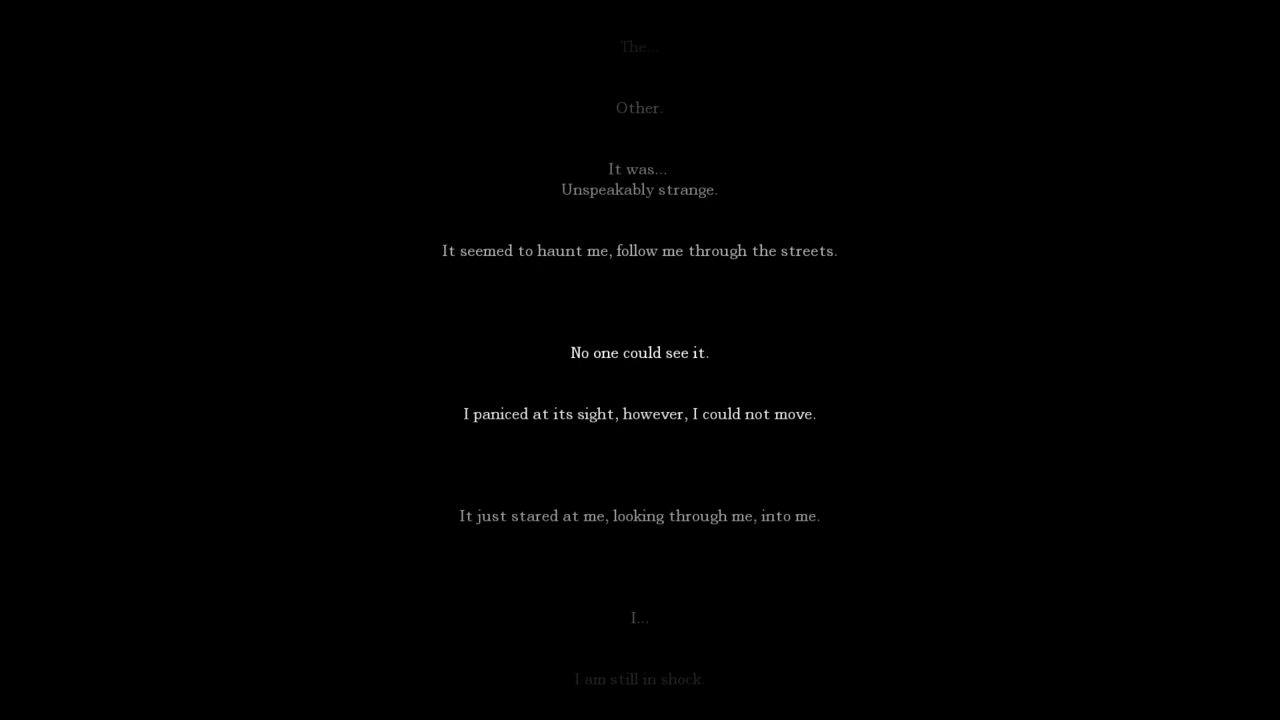 The...
Other.
It was...
Unspeakably strange.
It seemed to haunt me, follow me through the streets.
No one could see it.
I paniced at its sight, however, I could not move.
It just stared at me, looking through me, into me.
I...
I am still in shock.